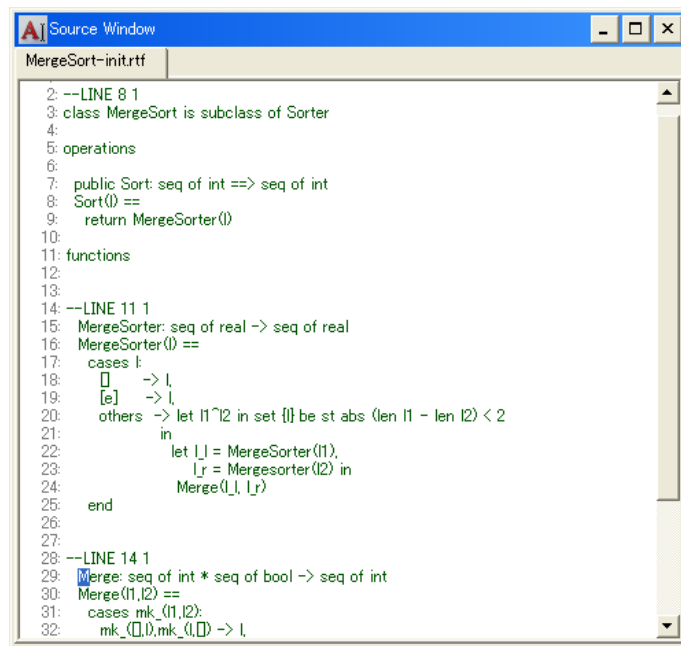 Source Window
MergeSort-init.rtf
2: --LINE 8 1
3: class MergeSort is subclass of Sorter
4:
5: operations
6:
7: public Sort: seq of int ==> seq of int
8: Sort(l) ==
9: return MergeSorter(l)
10:
11: functions
12:
13:
14: --LINE 11 1
15: MergeSorter: seq of real -> seq of real
16: MergeSorter(l) ==
17: cases l:
18: [] -> l,
19: [e] -> l,
20: others -> let l1^l2 in set {l} be st abs (len l1 - len l2) < 2
21: in
22: let l_l = MergeSorter(l1),
23: l_r = Mergesorter(l2) in
24: Merge(l_l, l_r)
25: end
26:
27:
28: --LINE 14 1
29: Merge: seq of int * seq of bool -> seq of int
30: Merge(l1,l2) ==
31: cases mk_(l1,l2):
32: mk_([],l),mk_(l,[]) -> l,